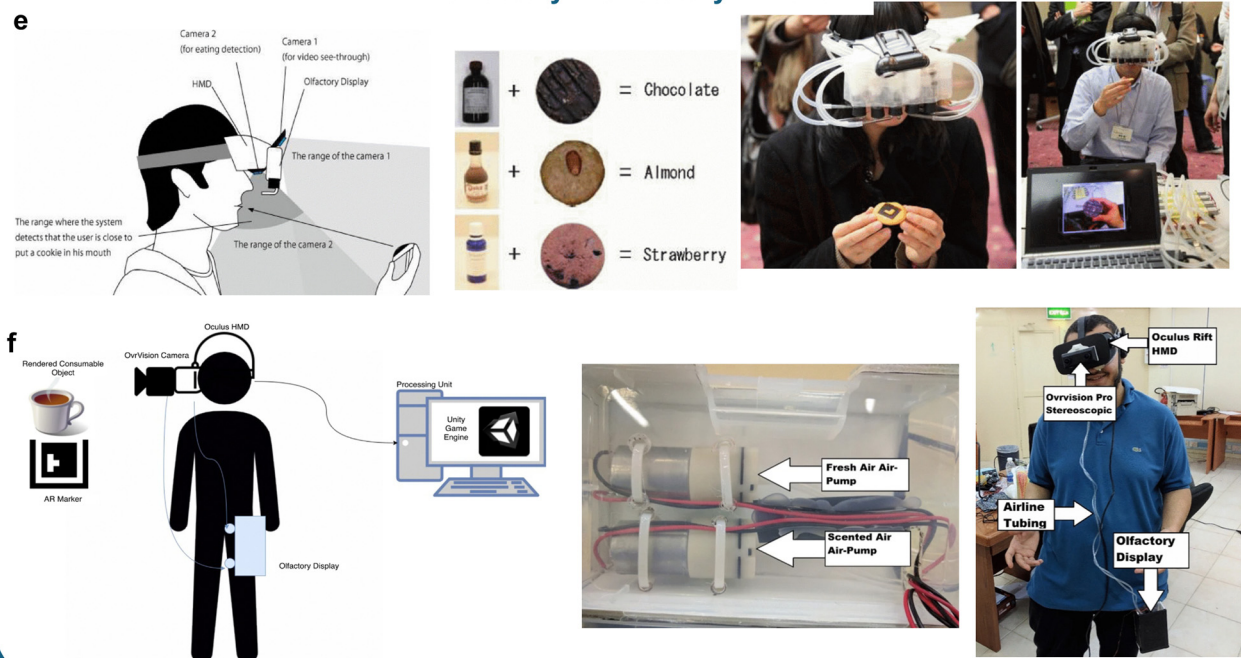 e
Camera 2
(for eating detection)
Camera 1
(for video see-through)
HMD
Olfactory Display
The range of the camera 1
The range where the system
detects that the user is close to
put a cookie in his mouth
The range of the camera 2
+ = Chocolate
+ = Almond
+ = Strawberry
f
Oculus HMD
OvrVision Camera
Rendered Consumable
Object
AR Marker
Processing Unit
Unity
Game
Engine
Olfactory Display
Fresh Air Air-
Pump
Scented Air
Air-Pump
Oculus Rift
HMD
Ovrvision Pro
Stereoscopic
Airline
Tubing
Olfactory
Display